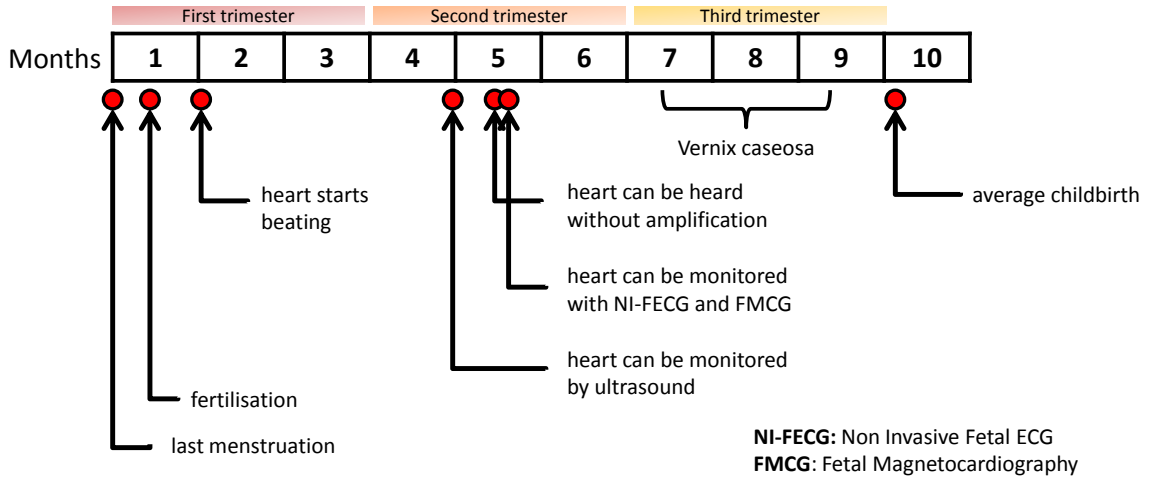 First trimester Second trimester Third trimester
Months 1 2 3 4 5 6 7 8 9 10
Vernix caseosa
heart starts
beating
heart can be heard
without amplification
average childbirth
heart can be monitored
with NI-FECG and FMCG
heart can be monitored
by ultrasound
fertilisation
last menstruation
NI-FECG: Non Invasive Fetal ECG
FMCG: Fetal Magnetocardiography